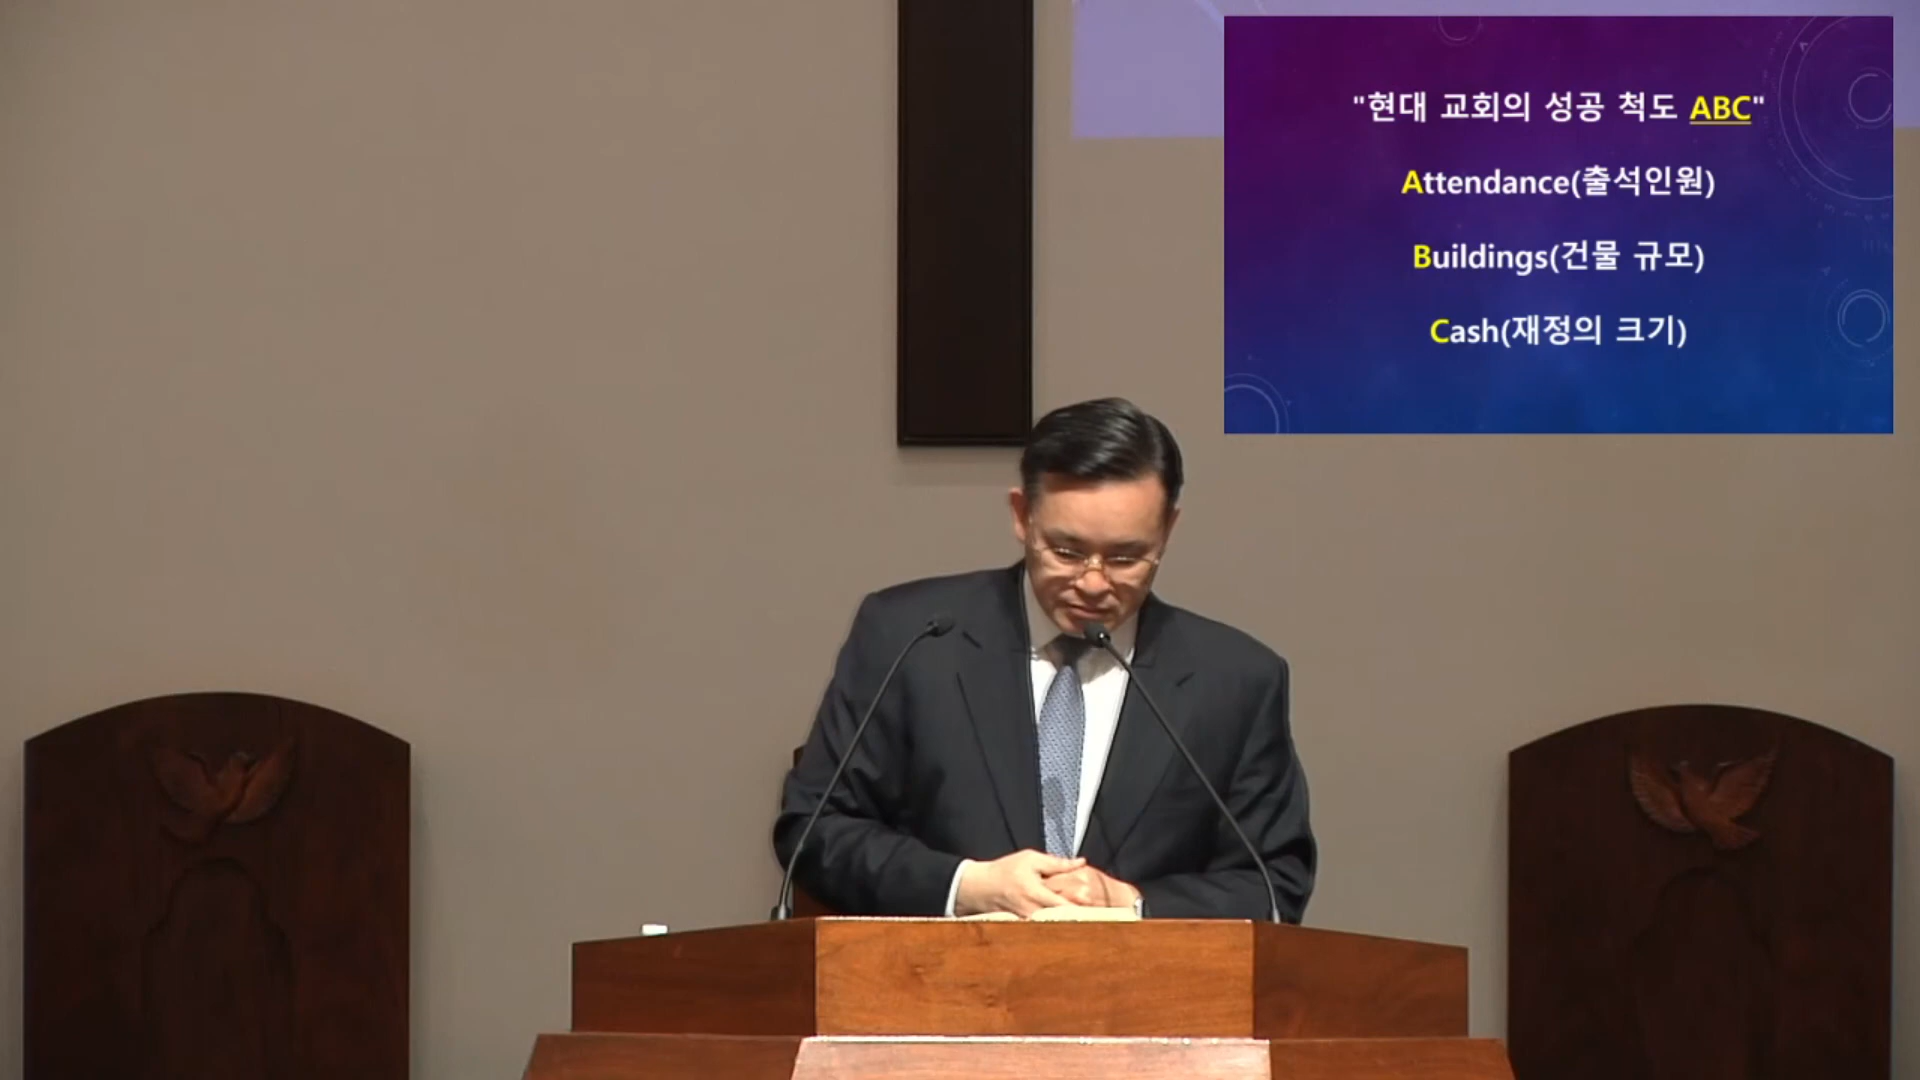 "현대 교회의 성공 척도 ABC"
Attendance(출석인원)
Buildings(건물 규모)
Cash(재정의 크기)